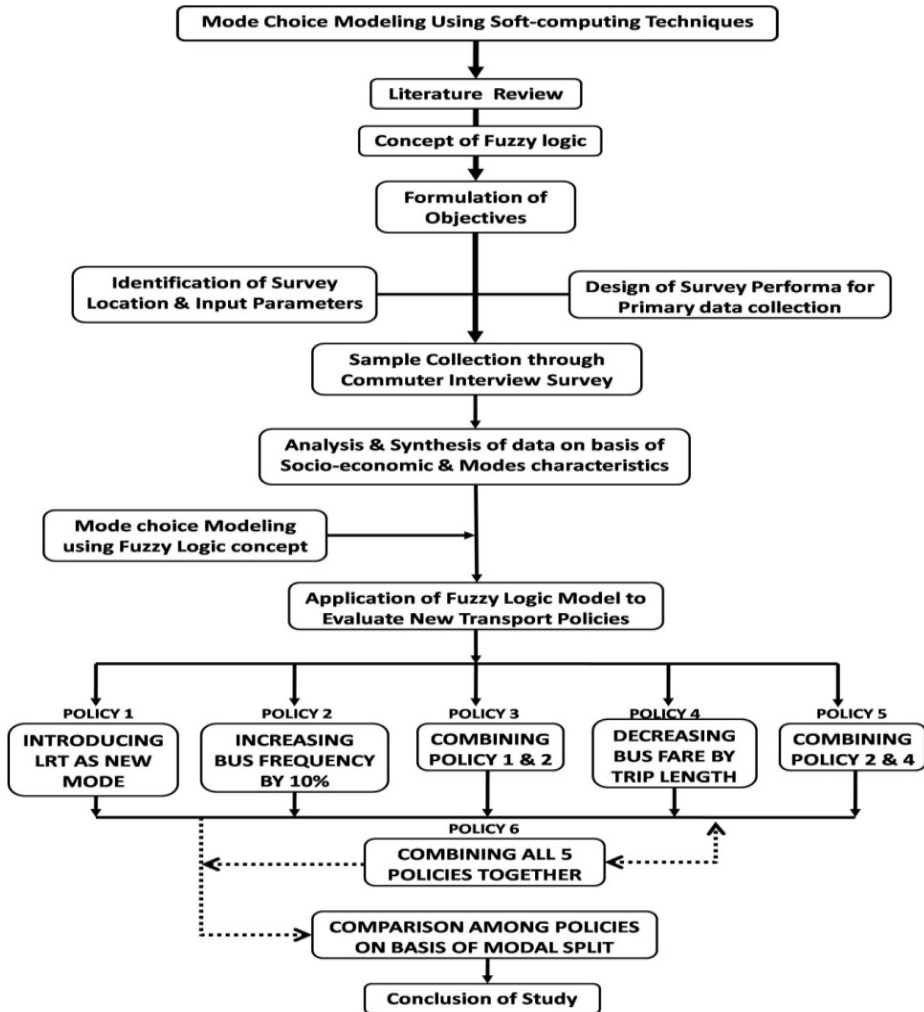 Mode Choice Modeling Using Soft-computing Techniques
Literature Review
Concept of Fuzzy logic
Formulation of
Objectives
Identification of Survey
Location & Input Parameters
Design of Survey Performa for
Primary data collection
Sample Collection through
Commuter Interview Survey
Analysis & Synthesis of data on basis of
Socio-economic & Modes characteristics
Mode choice Modeling
using Fuzzy Logic concept
Application of Fuzzy Logic Model to
Evaluate New Transport Policies
POLICY 1
INTRODUCING
LRT AS NEW
MODE
POLICY 2
INCREASING
BUS FREQUENCY
BY 10%
POLICY 3
COMBINING
POLICY 1 & 2
POLICY 4
DECREASING
BUS FARE BY
TRIP LENGTH
POLICY 5
COMBINING
POLICY 2 & 4
POLICY 6
COMBINING ALL 5
POLICIES TOGETHER
COMPARISON AMONG POLICIES
ON BASIS OF MODAL SPLIT
Conclusion of Study